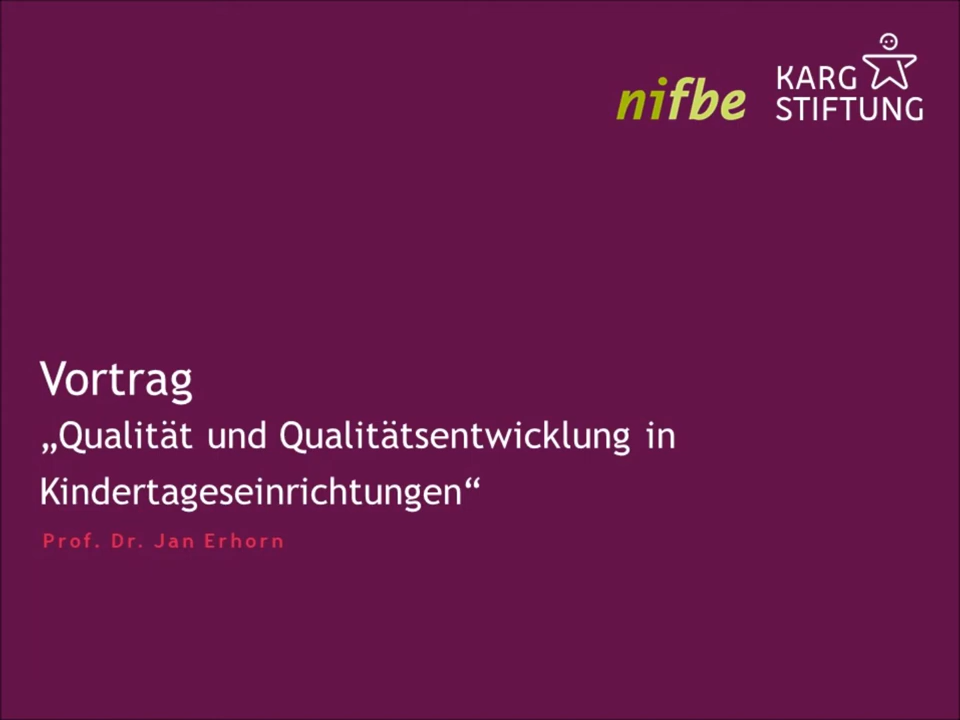 nifbe
KARG
STIFTUNG
Vortrag
„Qualität und Qualitätsentwicklung in
Kindertageseinrichtungen“
Prof. Dr. Jan Erhorn